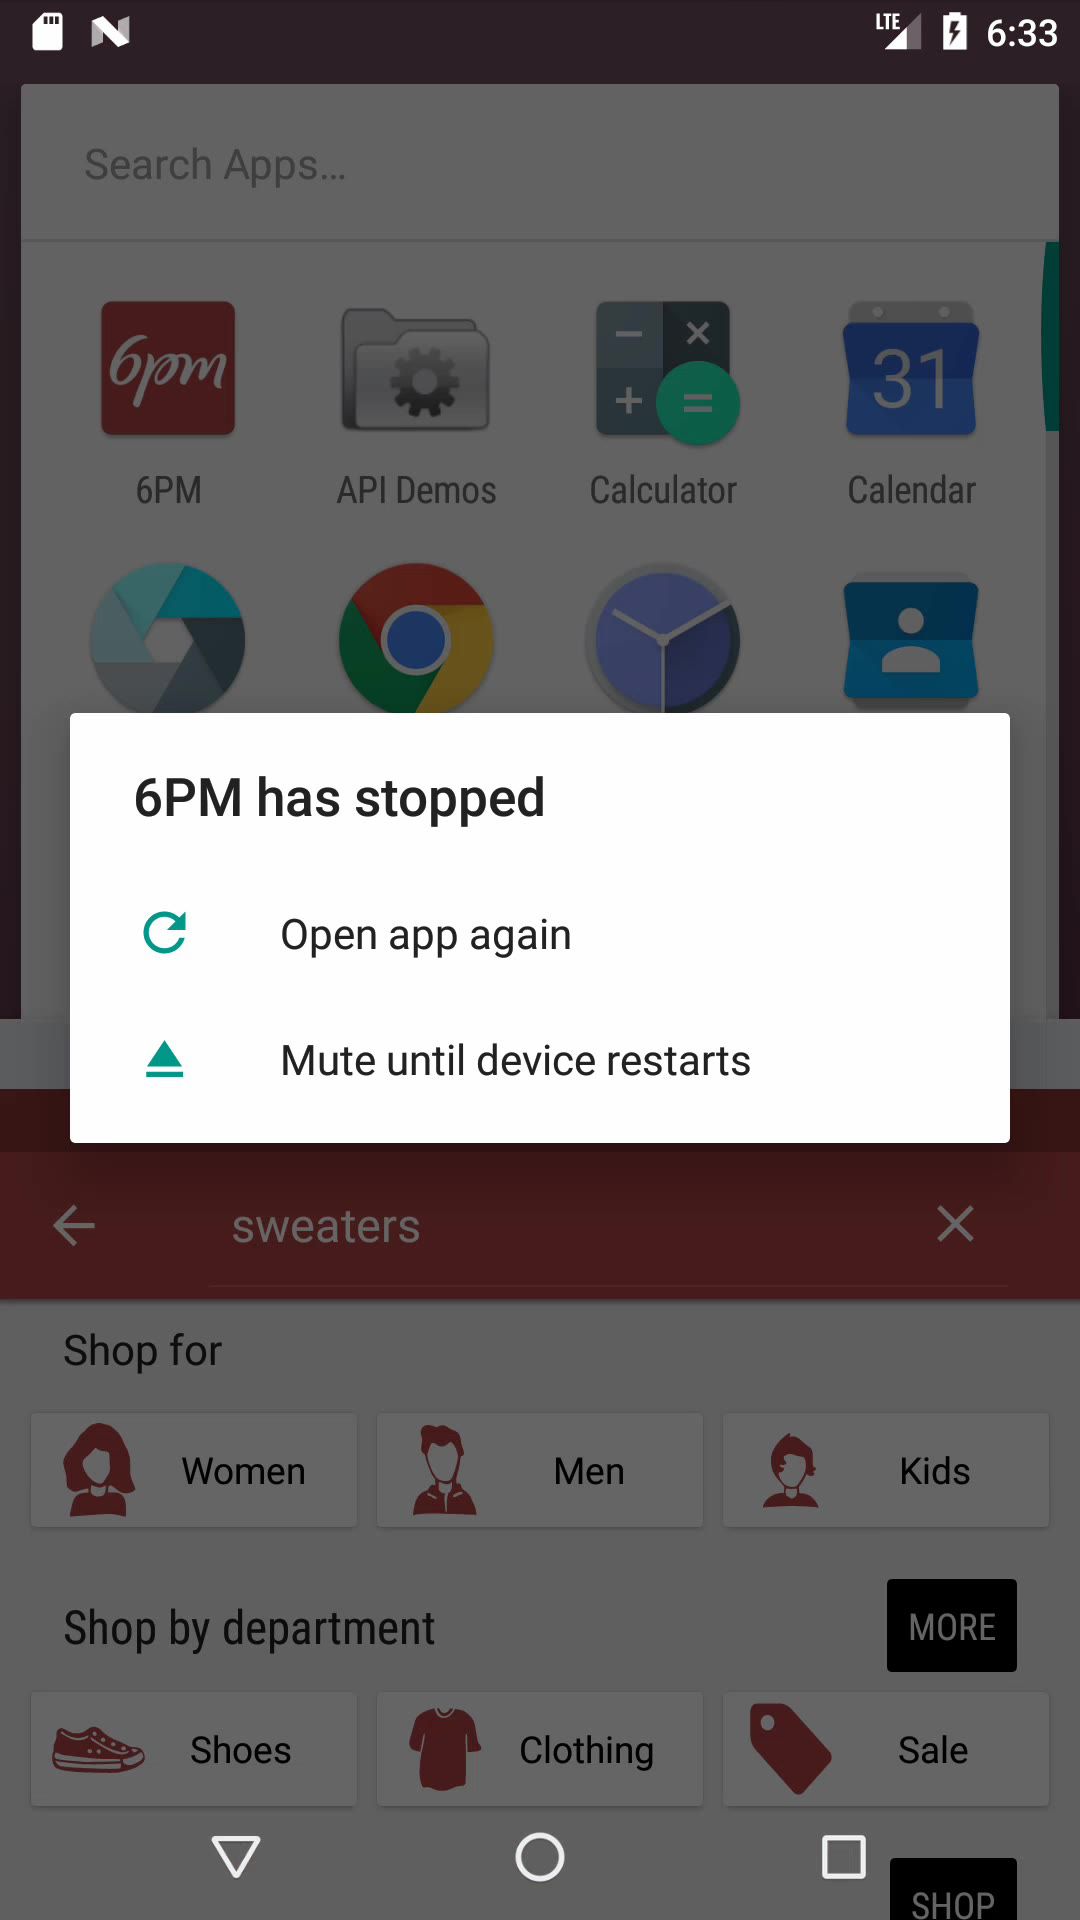 LTE 6:33
Search Apps...
6pm
31
6PM API Demos Calculator Calendar
6PM has stopped
Open app again
Mute until device restarts
sweaters
Shop for
Women Men Kids
Shop by department MORE
Shoes Clothing Sale
SHOP